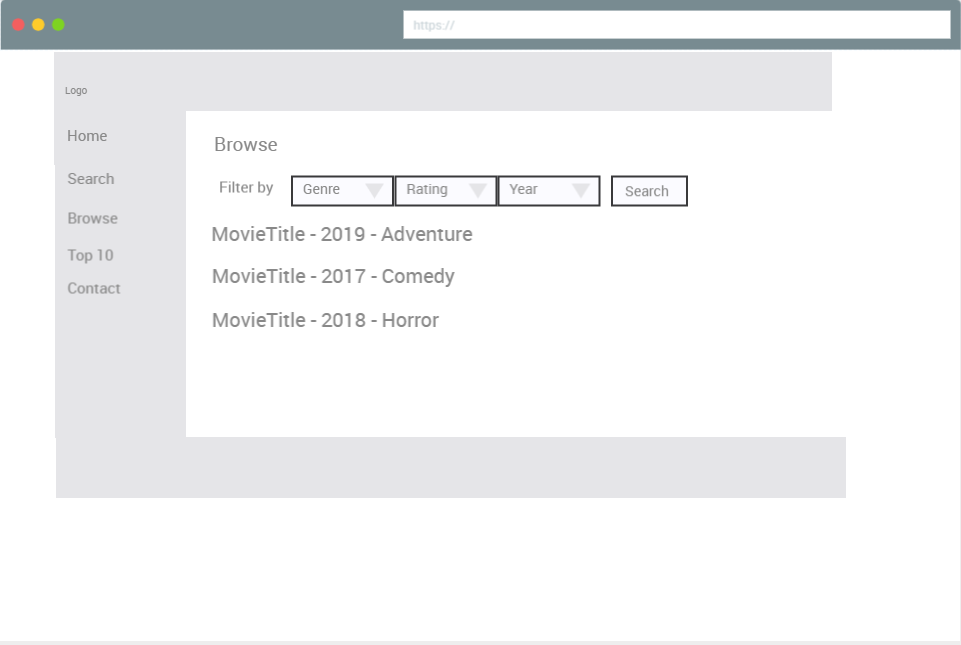 https://
Logo
Home
Search
Browse
Top 10
Contact
Browse
Filter by Genre Rating Year Search
MovieTitle - 2019 - Adventure
MovieTitle - 2017 - Comedy
MovieTitle - 2018 - Horror